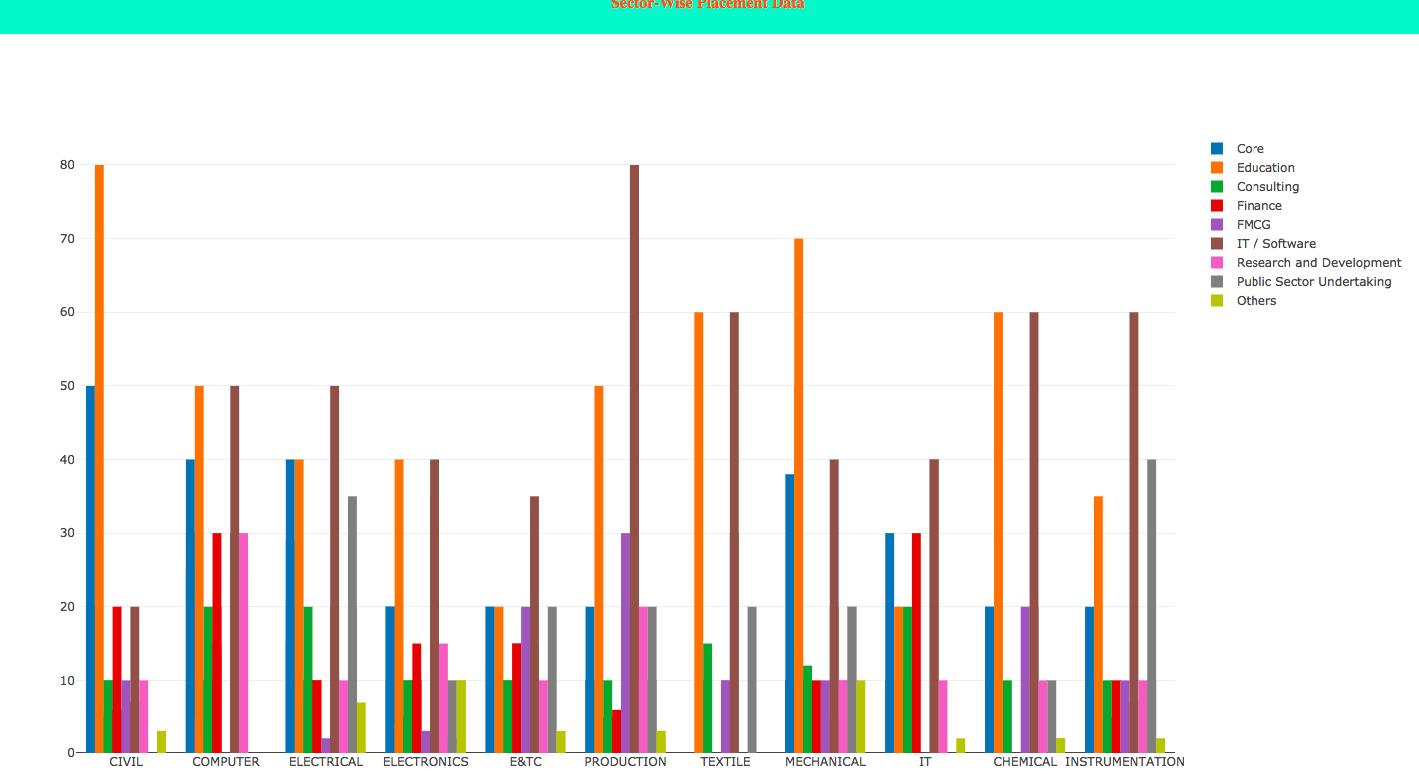 Sector-Wise Placement Data
Core
Education
Consulting
Finance
FMCG
IT / Software
Research and Development
Public Sector Undertaking
Others
80
70
60
50
40
30
20
10
0
CIVIL COMPUTER ELECTRICAL ELECTRONICS E&TC PRODUCTION TEXTILE MECHANICAL IT CHEMICAL INSTRUMENTATION